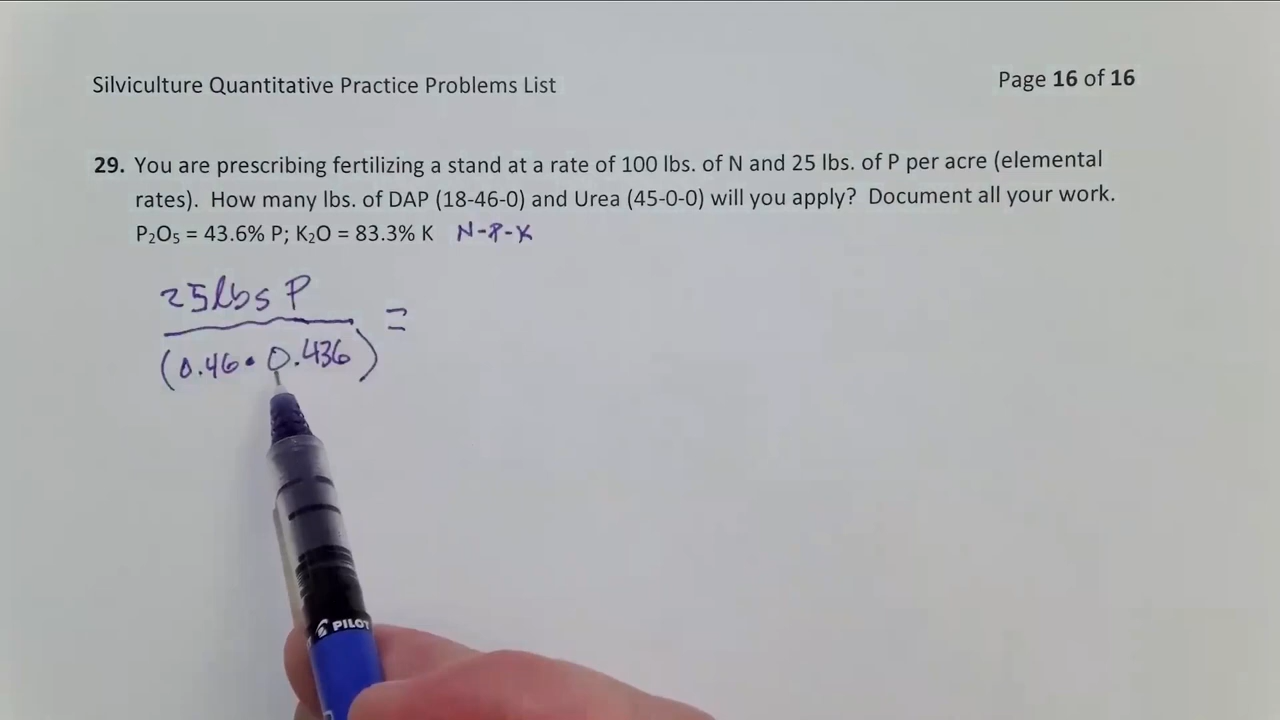 Silviculture Quantitative Practice Problems List Page 16 of 16
29. You are prescribing fertilizing a stand at a rate of 100 lbs. of N and 25 lbs. of P per acre (elemental
rates). How many lbs. of DAP (18-46-0) and Urea (45-0-0) will you apply? Document all your work.
P₂O₅ = 43.6% P; K₂O = 83.3% K N-P-K
25lbs P
(0.46 • 0.436) =
PILOT